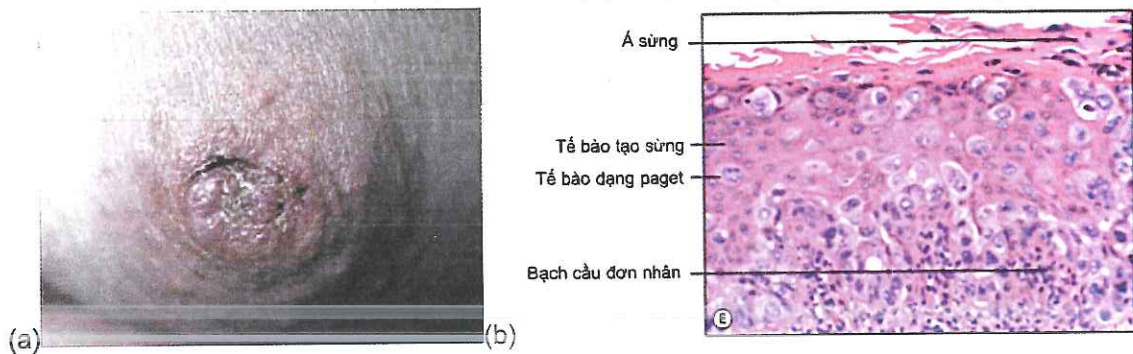 Á sừng
Tế bào tạo sừng
Tế bào dạng paget
Bạch cầu đơn nhân
E
(a)
(b)